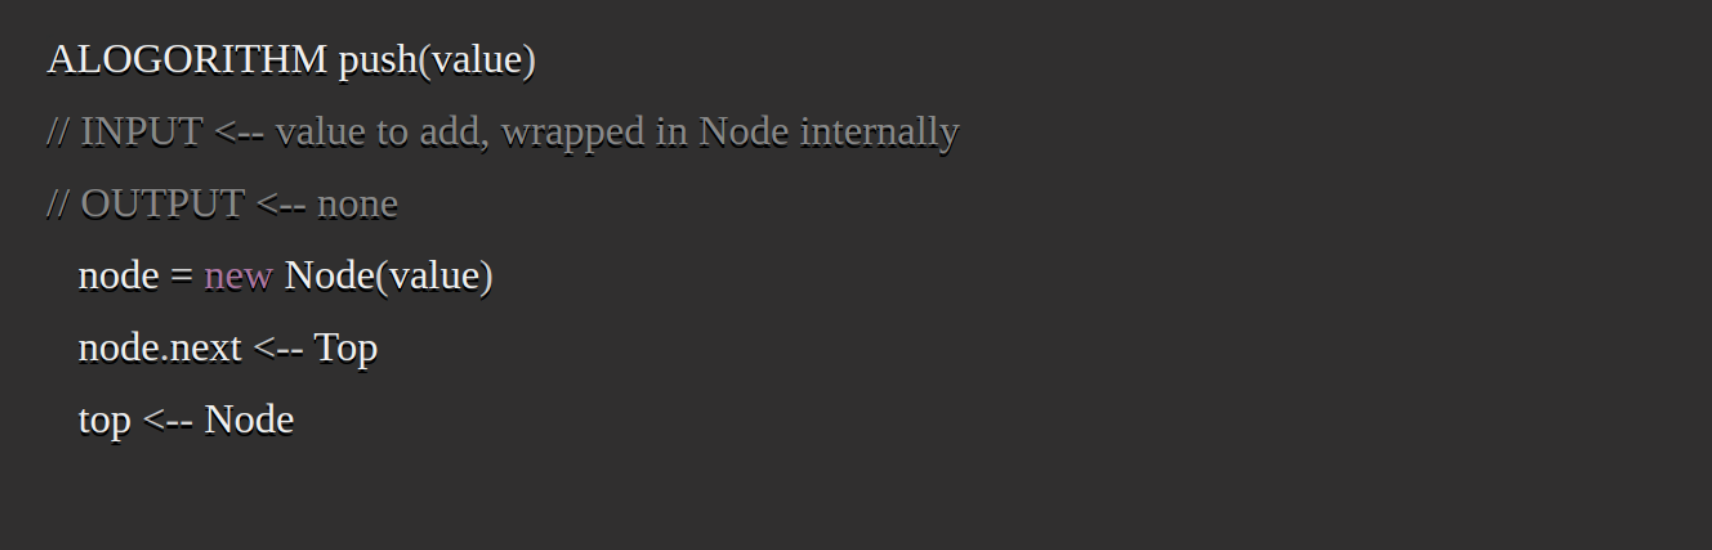 ALOGORITHM push(value)
// INPUT <-- value to add, wrapped in Node internally
// OUTPUT <-- none
node = new Node(value)
node.next <-- Top
top <-- Node